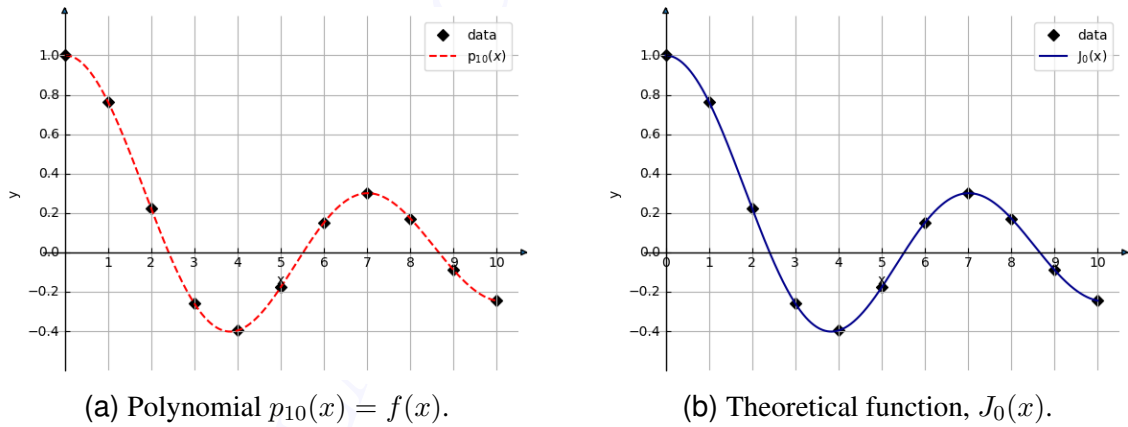 data
p₁₀(x)
1.0
0.8
0.6
0.4
0.2
0.0
−0.2
−0.4
y
1 2 3 4 5 6 7 8 9 10
x
(a) Polynomial p₁₀(x) = f(x).
data
J₀(x)
1.0
0.8
0.6
0.4
0.2
0.0
−0.2
−0.4
y
0 1 2 3 4 5 6 7 8 9 10
x
(b) Theoretical function, J₀(x).